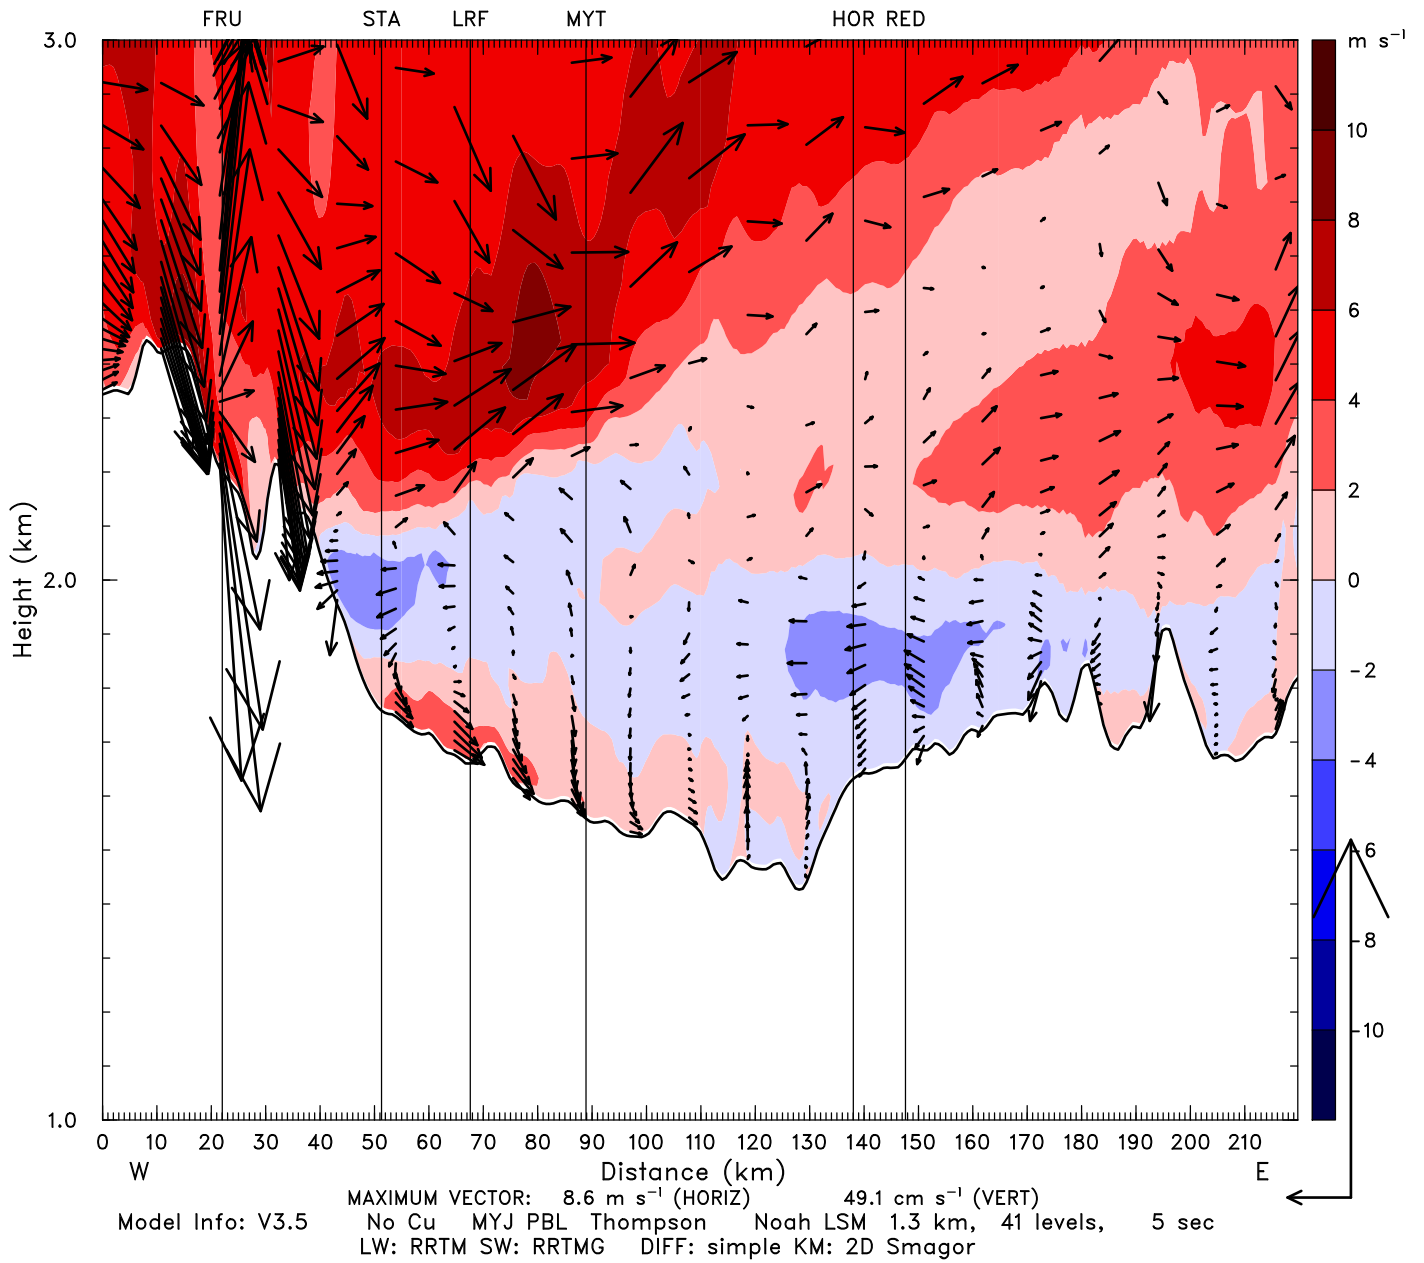 FRU STA LRF MYT HOR RED
3.0
m s⁻¹
10
8
6
4
2
2.0
0
Height (km)
-2
-4
-6
-8
-10
1.0
0 10 20 30 40 50 60 70 80 90 100 110 120 130 140 150 160 170 180 190 200 210
W Distance (km) E
MAXIMUM VECTOR: 8.6 m s⁻¹ (HORIZ) 49.1 cm s⁻¹ (VERT)
Model Info: V3.5 No Cu MYJ PBL Thompson Noah LSM 1.3 km, 41 levels, 5 sec
LW: RRTM SW: RRTMG DIFF: simple KM: 2D Smagor